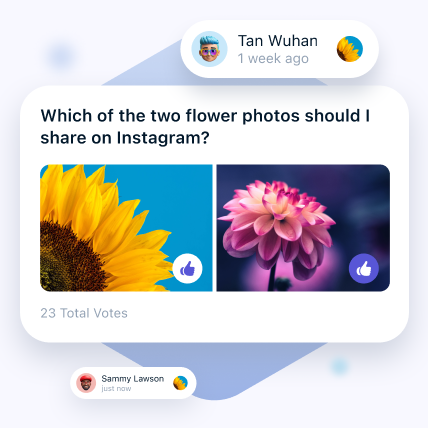 Tan Wuhan
1 week ago
Which of the two flower photos should I
share on Instagram?
23 Total Votes
Sammy Lawson
just now